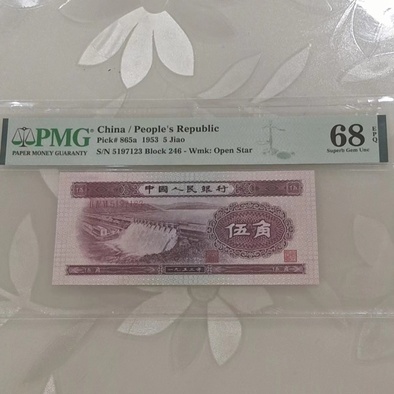 PMG
PAPER MONEY GUARANTY
China / People's Republic
Pick# 865a 1953 5 Jiao
S/N 5197123 Block 246 - Wmk: Open Star
68 EPQ
Superb Gem Unc
中國人民銀行
伍角